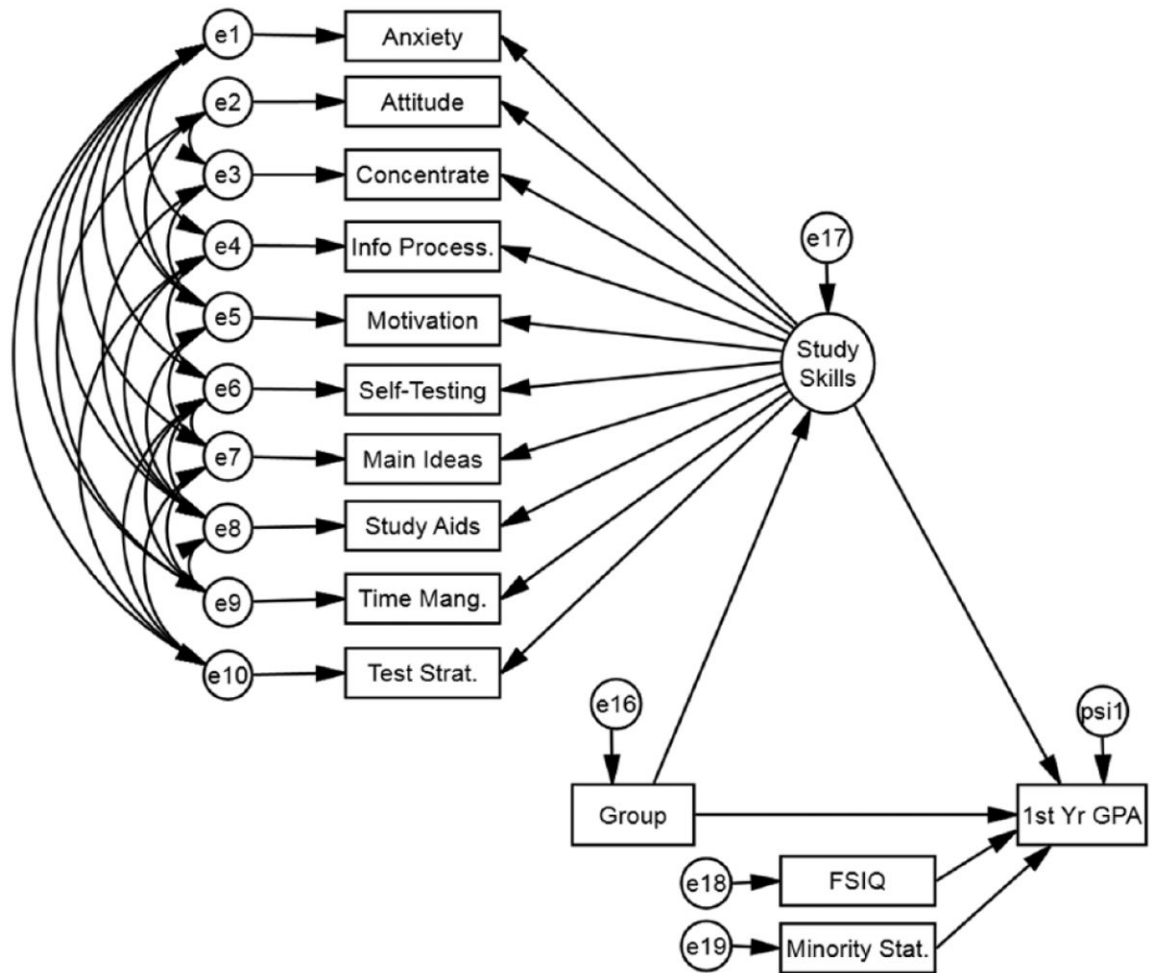 e1
Anxiety
e2
Attitude
e3
Concentrate
e4
Info Process.
e5
Motivation
e6
Self-Testing
e7
Main Ideas
e8
Study Aids
e9
Time Mang.
e10
Test Strat.
e17
Study
Skills
e16
Group
psi1
1st Yr GPA
e18
FSIQ
e19
Minority Stat.